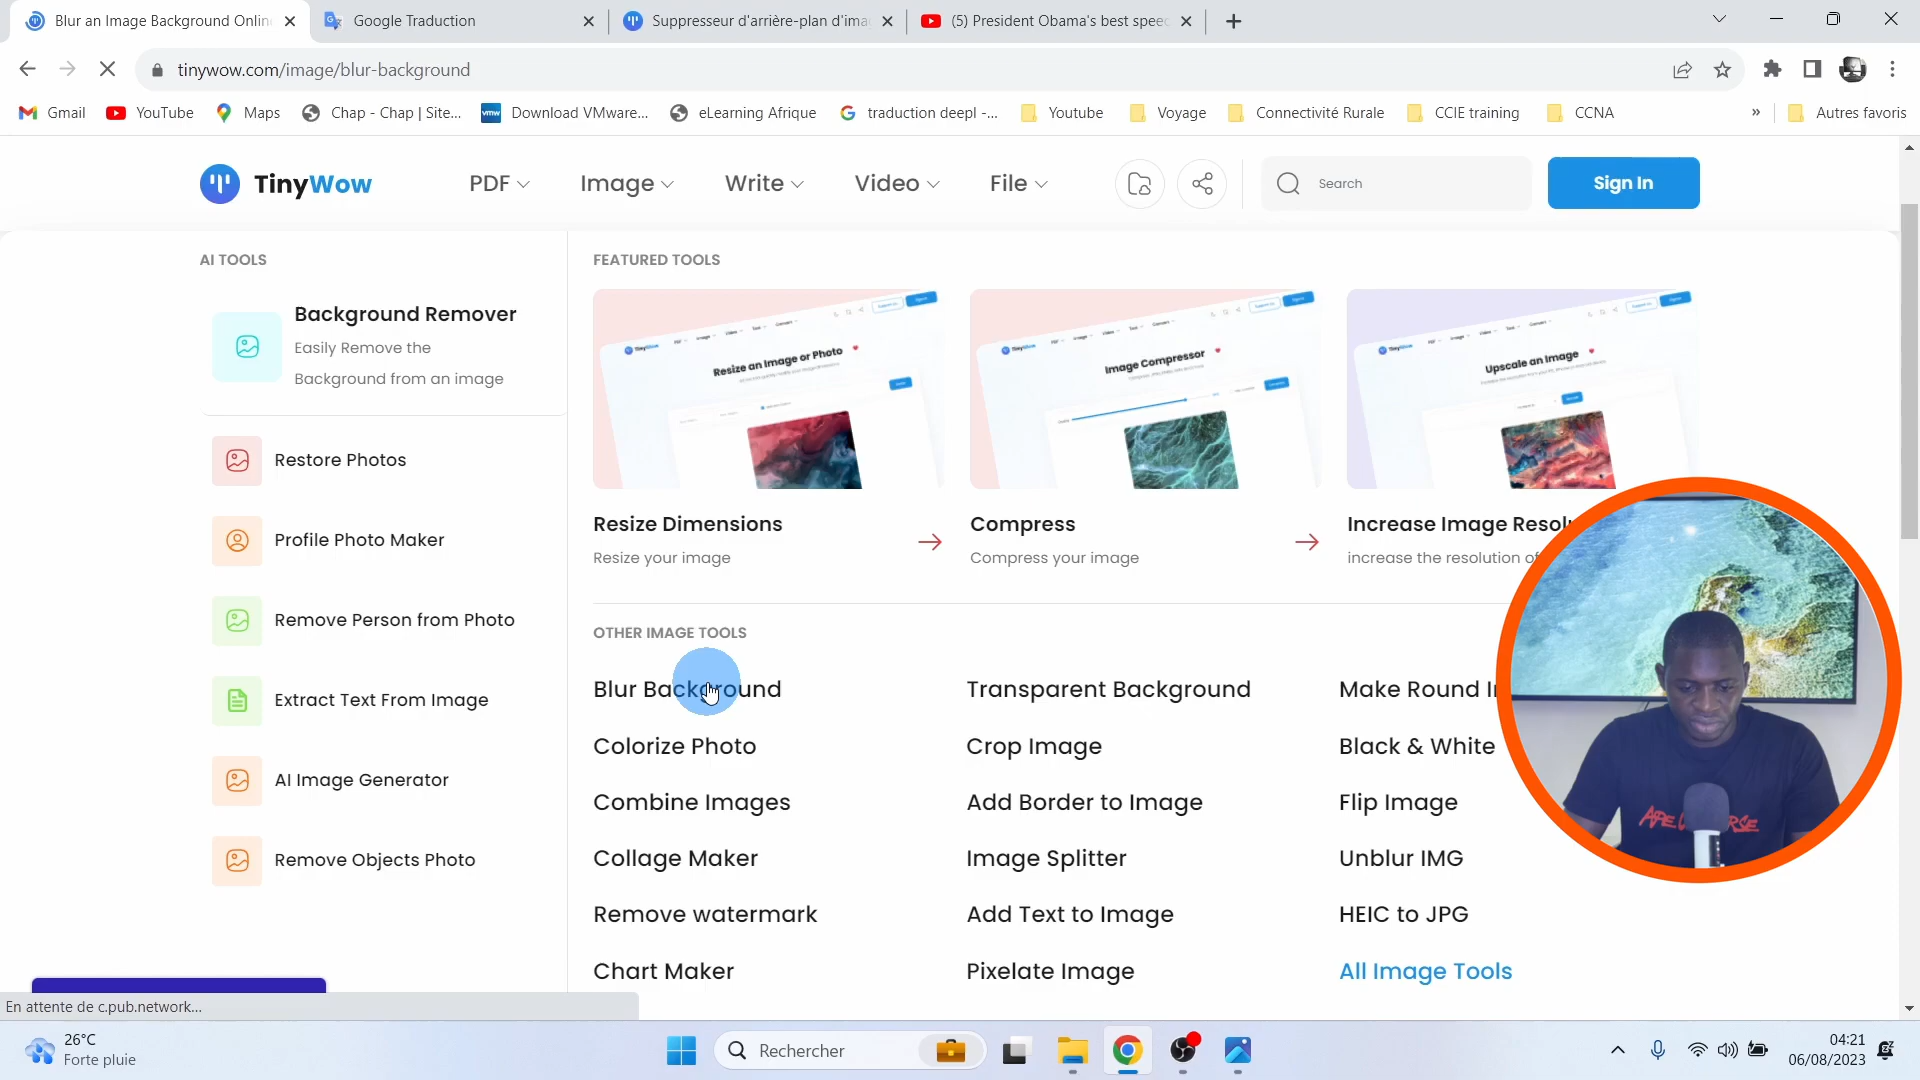 Blur an Image Background Onlin
Google Traduction
Suppresseur d'arrière-plan d'ima
(5) President Obama's best speec
tinywow.com/image/blur-background
Gmail
YouTube
Maps
Chap - Chap | Site...
Download VMware...
eLearning Afrique
traduction deepl -...
Youtube
Voyage
Connectivité Rurale
CCIE training
CCNA
»
Autres favoris
TinyWow
PDF
Image
Write
Video
File
Search
Sign In
AI TOOLS
Background Remover
Easily Remove the
Background from an image
Restore Photos
Profile Photo Maker
Remove Person from Photo
Extract Text From Image
AI Image Generator
Remove Objects Photo
FEATURED TOOLS
Resize an Image or Photo
Image Compressor
Upscale an Image
Resize Dimensions
Resize your image
Compress
Compress your image
Increase Image Resol
increase the resolution of
OTHER IMAGE TOOLS
Blur Background
Transparent Background
Make Round I
Colorize Photo
Crop Image
Black & White
Combine Images
Add Border to Image
Flip Image
Collage Maker
Image Splitter
Unblur IMG
Remove watermark
Add Text to Image
HEIC to JPG
Chart Maker
Pixelate Image
All Image Tools
En attente de c.pub.network...
26°C
Forte pluie
Rechercher
04:21
06/08/2023